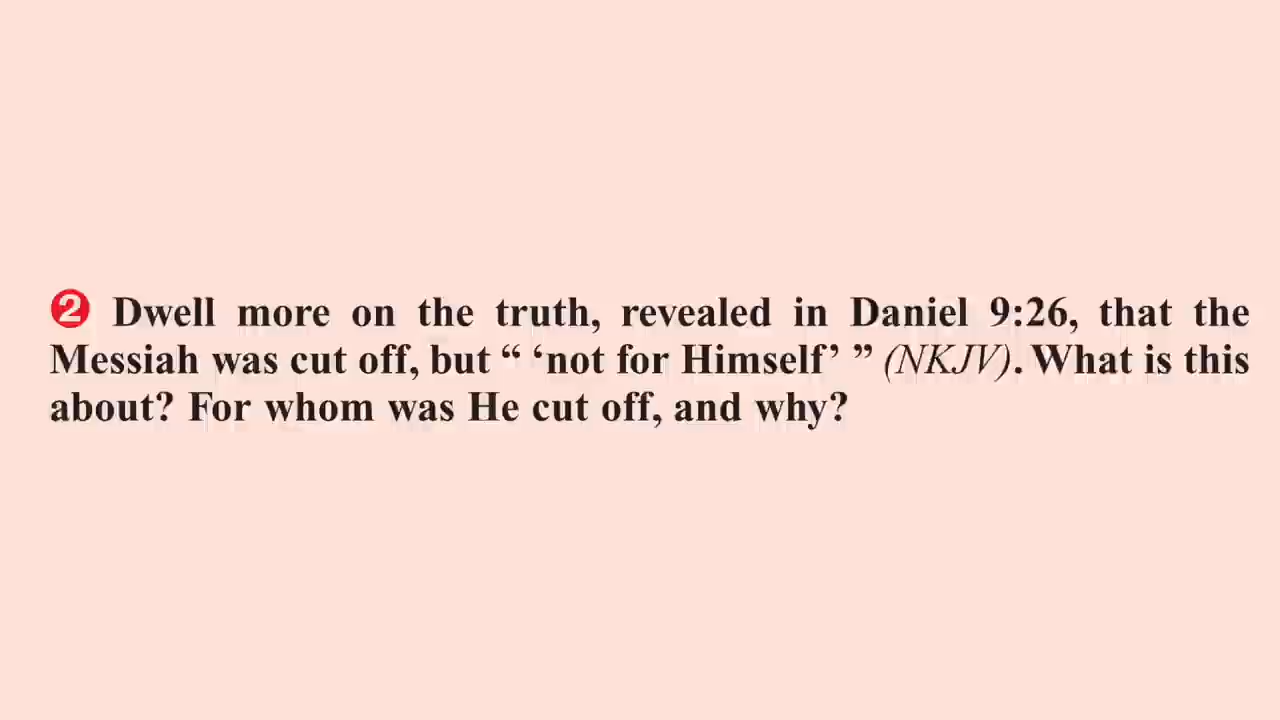 ❷ Dwell more on the truth, revealed in Daniel 9:26, that the
Messiah was cut off, but “ ‘not for Himself’ ” (NKJV). What is this
about? For whom was He cut off, and why?